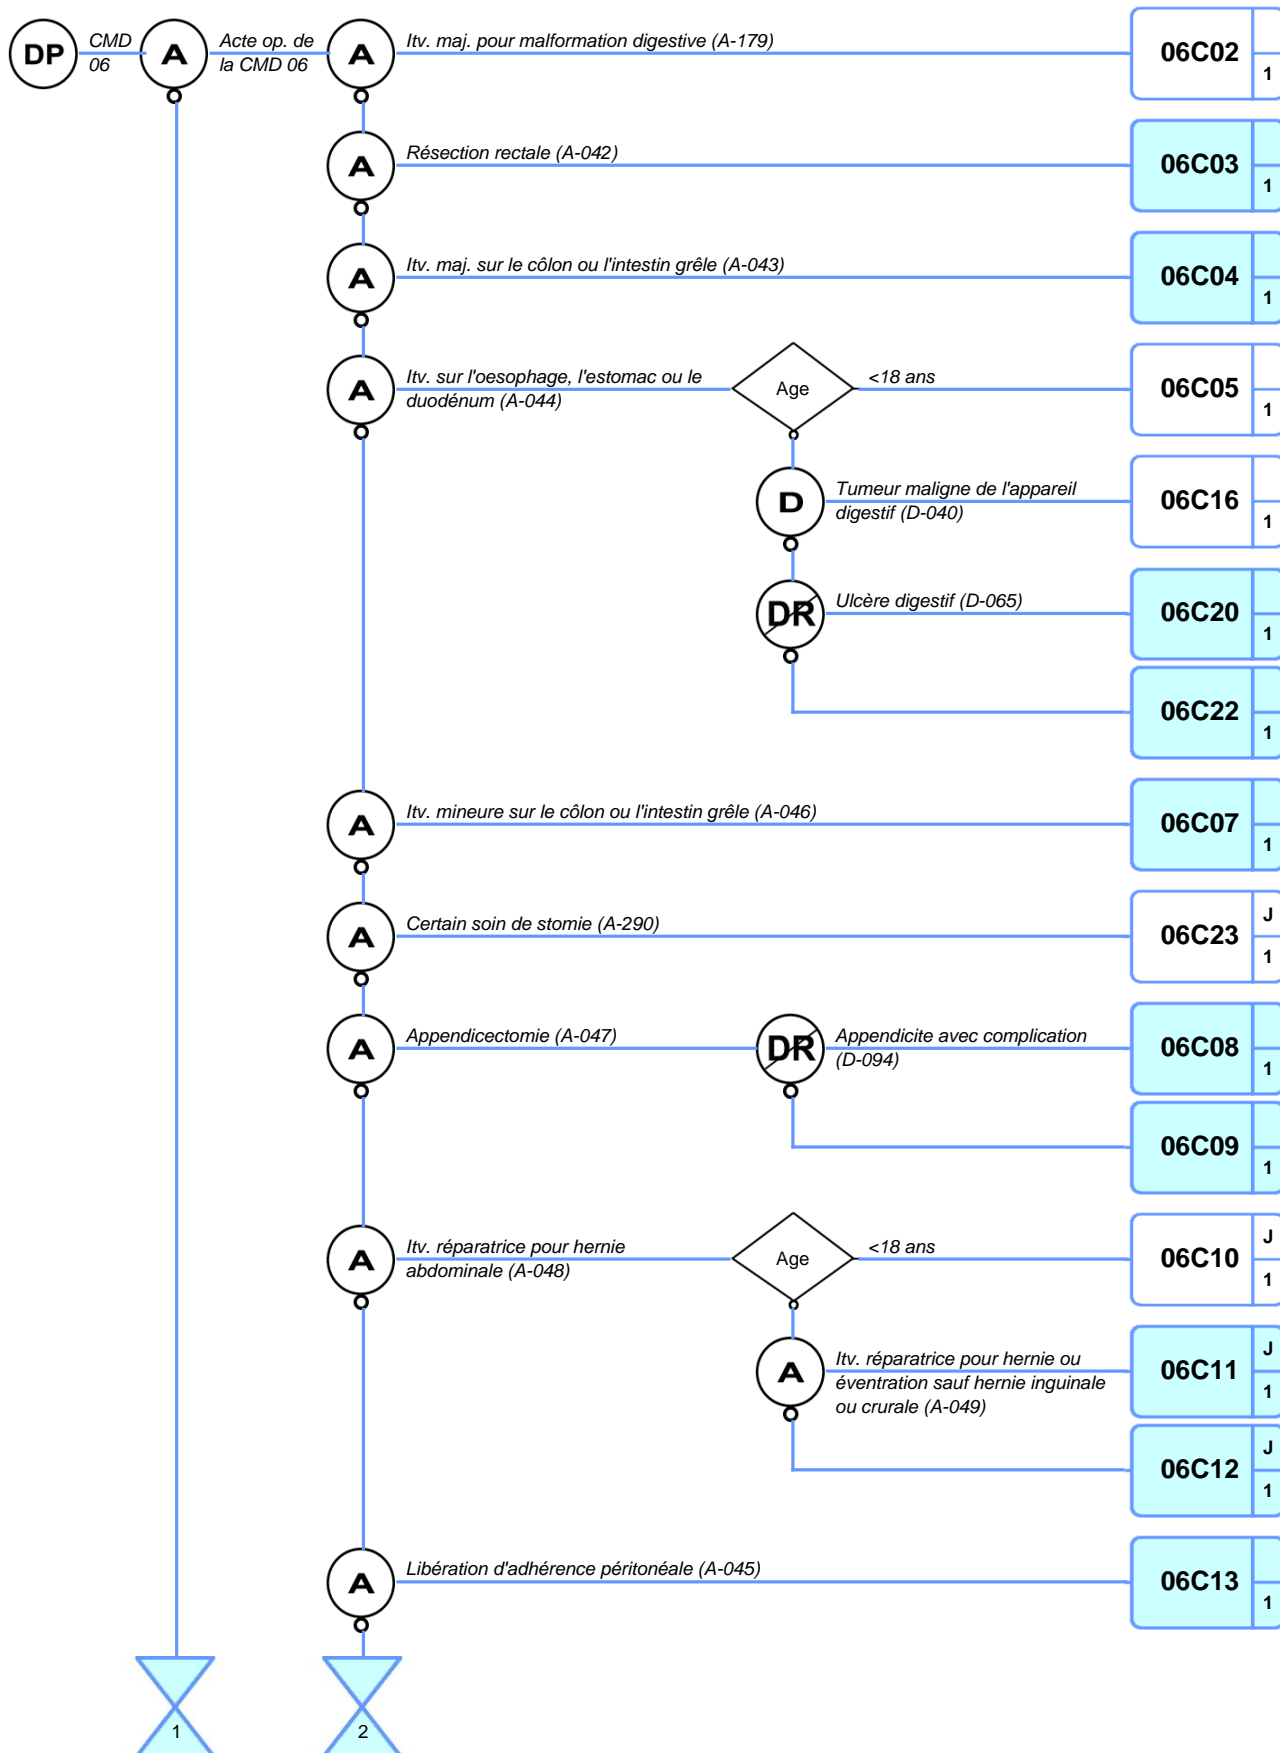 DP
CMD
06
A
Acte op. de
la CMD 06
A
Itv. maj. pour malformation digestive (A-179)
06C02
1
A
Résection rectale (A-042)
06C03
1
A
Itv. maj. sur le côlon ou l'intestin grêle (A-043)
06C04
1
A
Itv. sur l'oesophage, l'estomac ou le
duodénum (A-044)
Age
<18 ans
06C05
1
D
Tumeur maligne de l'appareil
digestif (D-040)
06C16
1
DR
Ulcère digestif (D-065)
06C20
1
06C22
1
A
Itv. mineure sur le côlon ou l'intestin grêle (A-046)
06C07
1
A
Certain soin de stomie (A-290)
06C23
J
1
A
Appendicectomie (A-047)
DR
Appendicite avec complication
(D-094)
06C08
1
06C09
1
A
Itv. réparatrice pour hernie
abdominale (A-048)
Age
<18 ans
06C10
J
1
A
Itv. réparatrice pour hernie ou
éventration sauf hernie inguinale
ou crurale (A-049)
06C11
J
1
06C12
J
1
A
Libération d'adhérence péritonéale (A-045)
06C13
1
1
2